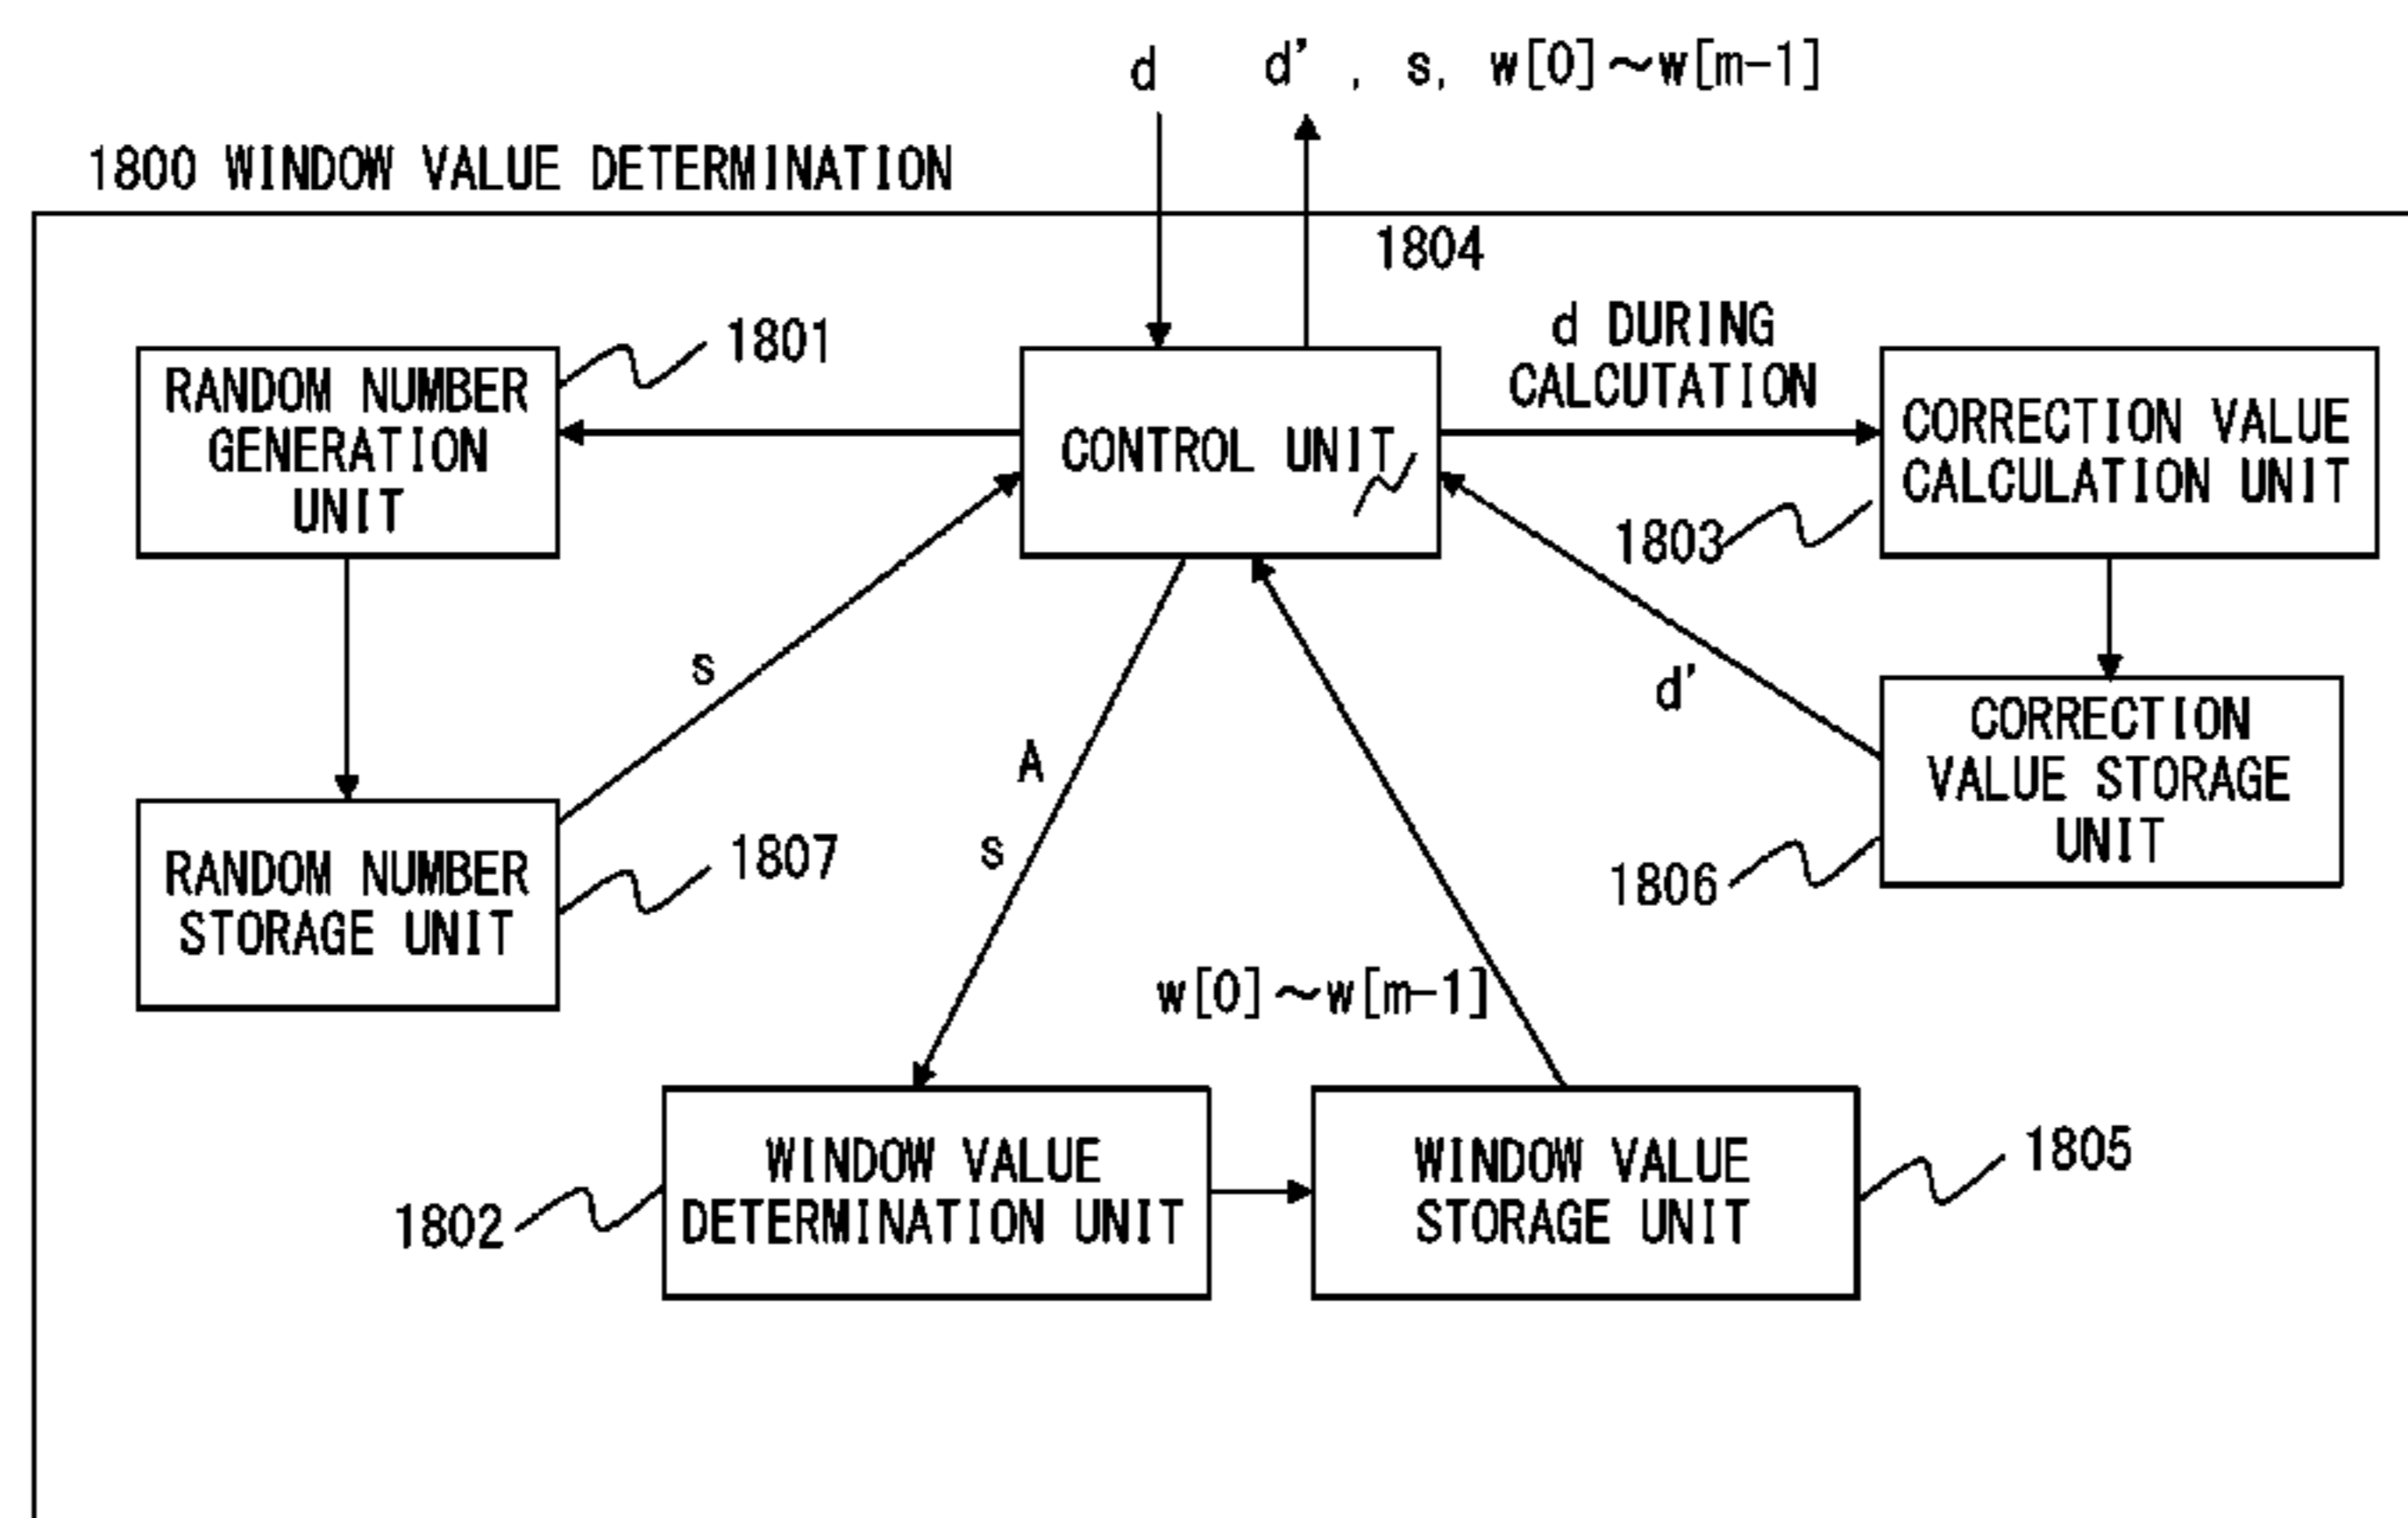 d   d' , s, w[0]～w[m-1]
1800 WINDOW VALUE DETERMINATION
1804
1801
d DURING
CALCUTATION
RANDOM NUMBER
GENERATION
UNIT
CONTROL UNIT
CORRECTION VALUE
CALCULATION UNIT
1803
s
d'
CORRECTION
VALUE STORAGE
UNIT
A
s
1807
1806
RANDOM NUMBER
STORAGE UNIT
w[0]～w[m-1]
WINDOW VALUE
DETERMINATION UNIT
1802
WINDOW VALUE
STORAGE UNIT
1805